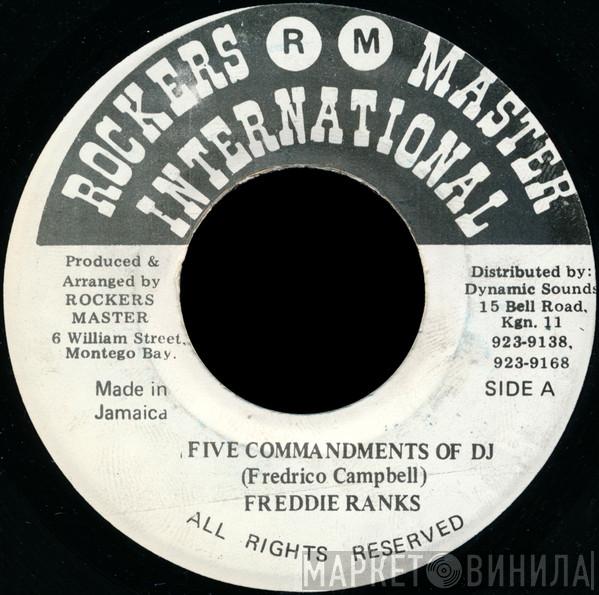 ROCKERS R M MASTER
INTERNATIONAL
Produced &
Arranged by
ROCKERS
MASTER
6 William Street,
Montego Bay.
Made in
Jamaica
Distributed by:
Dynamic Sounds
15 Bell Road,
Kgn. 11
923-9138,
923-9168
SIDE A
FIVE COMMANDMENTS OF DJ
(Fredrico Campbell)
FREDDIE RANKS
ALL RIGHTS RESERVED
МАРКЕТ ВИНИЛА